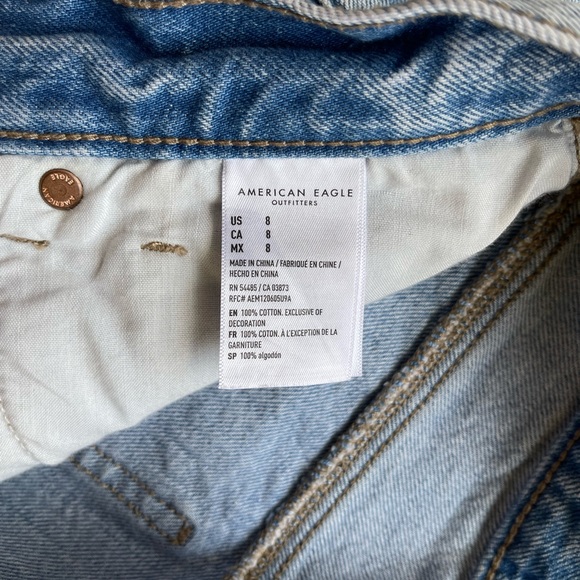 AMERICAN EAGLE
OUTFITTERS
US 8
CA 8
MX 8
MADE IN CHINA / FABRIQUÉ EN CHINE /
HECHO EN CHINA
RN 54485 / CA 03873
RFC# AEM120605U9A
EN 100% COTTON. EXCLUSIVE OF
DECORATION
FR 100% COTON. À L'EXCEPTION DE LA
GARNITURE
SP 100% algodón
AMERICAN
EAGLE